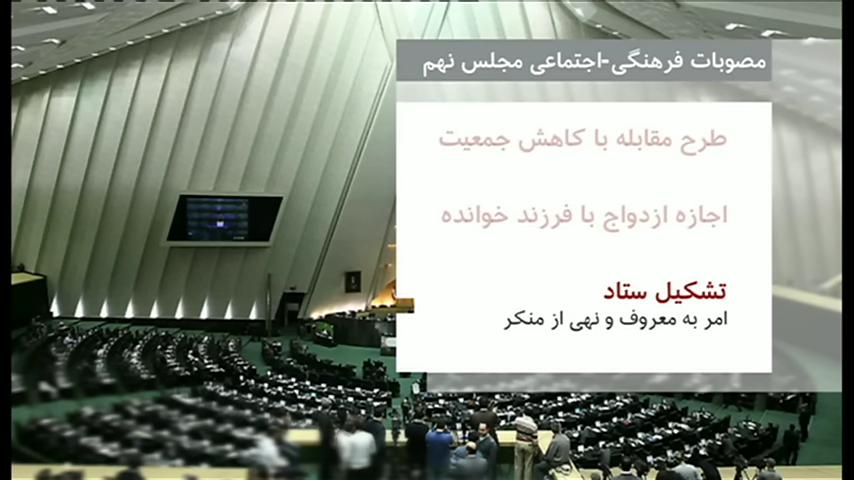 مصوبات فرهنگی-اجتماعی مجلس نهم
طرح مقابله با کاهش جمعیت
اجازه ازدواج با فرزند خوانده
تشکیل ستاد
امر به معروف و نهی از منکر